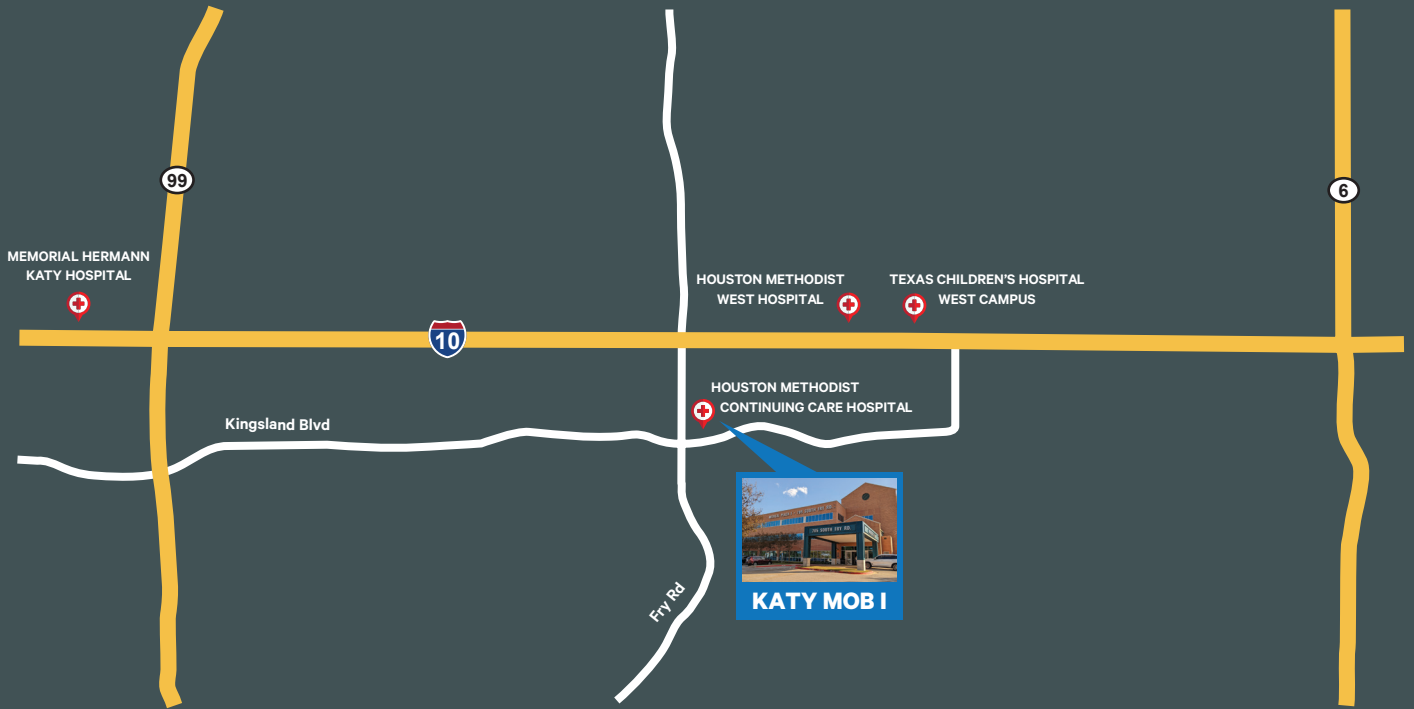 99
6
MEMORIAL HERMANN
KATY HOSPITAL
HOUSTON METHODIST
WEST HOSPITAL
TEXAS CHILDREN'S HOSPITAL
WEST CAMPUS
10
HOUSTON METHODIST
CONTINUING CARE HOSPITAL
Kingsland Blvd
KATY MOB I
Fry Rd